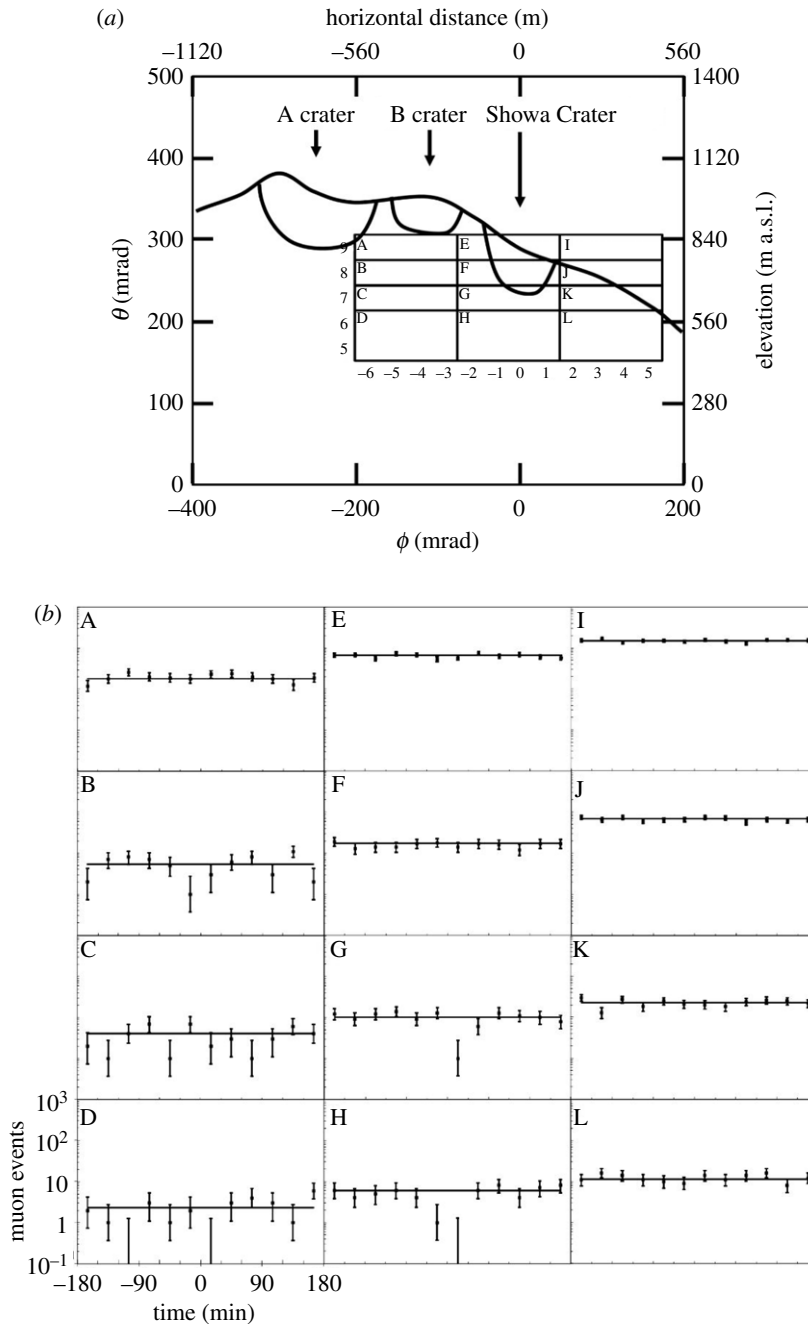 (a)
horizontal distance (m)
−1120 −560 0 560
500 1400
A crater B crater Showa Crater
400 1120
300 840
200 560
100 280
0 0
θ (mrad)
elevation (m a.s.l.)
9 A E I
8 B F J
7 C G K
6 D H L
5
−6 −5 −4 −3 −2 −1 0 1 2 3 4 5
−400 −200 0 200
ϕ (mrad)
(b)
A E I
B F J
C G K
D H L
10³
10
1
10⁻¹
muon events
−180 −90 0 90 180
time (min)